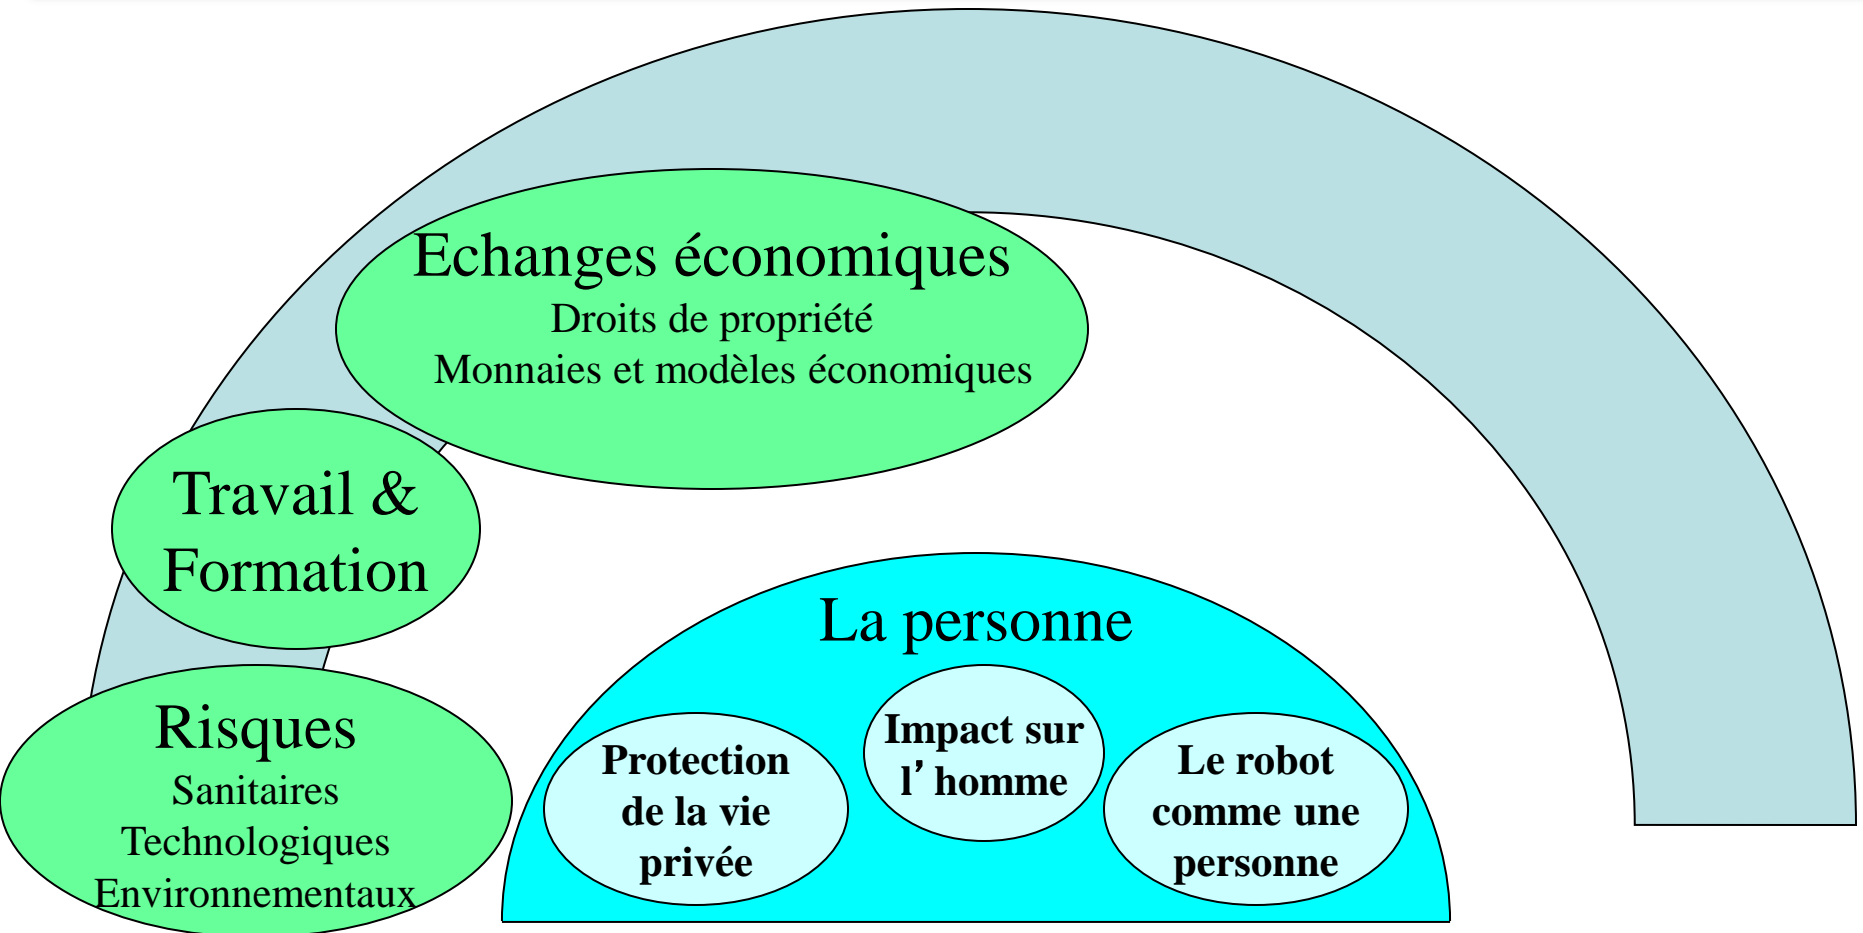 Echanges économiques
Droits de propriété
Monnaies et modèles économiques
Travail &
Formation
Risques
Sanitaires
Technologiques
Environnementaux
La personne
Protection
de la vie
privée
Impact sur
l’ homme
Le robot
comme une
personne